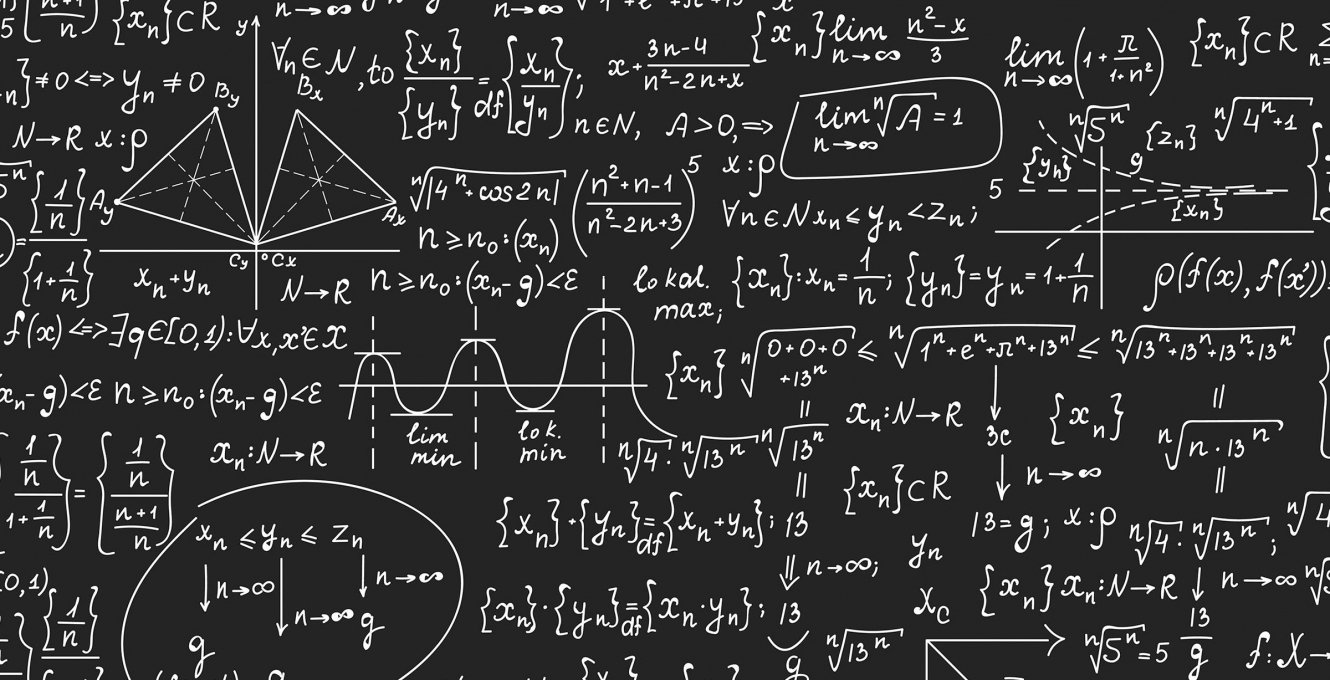 {xₙ}⊂R
y
n→∞
n→∞
∀ₙ∈N, to {xₙ}/{yₙ} =df {xₙ/yₙ};
x+ (3n-4)/(n²-2n+x)
{xₙ} lim n→∞ (n²-x)/3
lim n→∞ (1+ π/(1+n²))
{xₙ}⊂R
≠0 <=> yₙ ≠0
By
Bx
N→R x:ρ
n∈N, A>0,=>
lim n→∞ ⁿ√A =1
ⁿ√5ⁿ
{zₙ}
ⁿ√4ⁿ+1
{yₙ}
g
5
{xₙ}
{1/n}
Ay
Ax
ⁿ√|4ⁿ+cos2n|
((n²+n-1)/(n²-2n+3))⁵
x:ρ
∀n∈N xₙ≤yₙ<zₙ;
n≥n₀:(xₙ)
Cy
0
Cx
{1+1/n}
xₙ+yₙ
N→R
n≥n₀:(xₙ-g)<ε
lokal.
max;
{xₙ}:xₙ=1/n; {yₙ}=yₙ=1+1/n
ρ(f(x),f(x'))
f(x)<=>∃g∈[0,1):∀x,x'∈X
{xₙ} ⁿ√0+0+0+13ⁿ ≤ ⁿ√1ⁿ+eⁿ+πⁿ+13ⁿ ≤ ⁿ√13ⁿ+13ⁿ+13ⁿ+13ⁿ
xₙ-g)<ε n≥n₀:(xₙ-g)<ε
lim
min
lok.
min
ⁿ√4·ⁿ√13ⁿ
=
ⁿ√13ⁿ
xₙ:N→R
3c
{xₙ}
=
ⁿ√n·13ⁿ
(1/n)/(1+1/n)} = {(1/n)/((n+1)/n)}
xₙ:N→R
{xₙ}⊂R
n→∞
=
xₙ≤yₙ≤zₙ
n→∞
n→∞
n→∞
g
g
{xₙ}+{yₙ}=df{xₙ+yₙ};
=
13
13=g; x:ρ
ⁿ√4·ⁿ√13ⁿ;
n→∞;
yₙ
0,1)
{1/n}
{xₙ}·{yₙ}=df{xₙ·yₙ};
13
g
x_c
{xₙ} xₙ:N→R
n→∞
ⁿ√13ⁿ
ⁿ√5ⁿ=5
13/g
f:X→